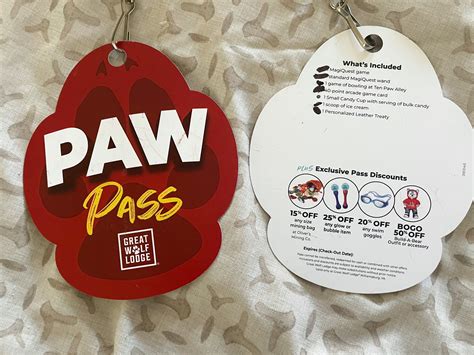 PAW
Pass
GREAT
WOLF
LODGE
What's Included
MagiQuest game
Standard MagiQuest wand
1 game of bowling at Ten Paw Alley
point arcade game card
1 Small Candy Cup with serving of bulk candy
1 scoop of ice cream
1 Personalized Leather Treaty
PLUS Exclusive Pass Discounts
15% OFF
any size
mining bag
at Oliver's
Mining Co.
25% OFF
any glow or
bubble item
20% OFF
any swim
goggles
BOGO
50% OFF
Build-A-Bear
Outfit or accessory
Expires (Check-Out Date):